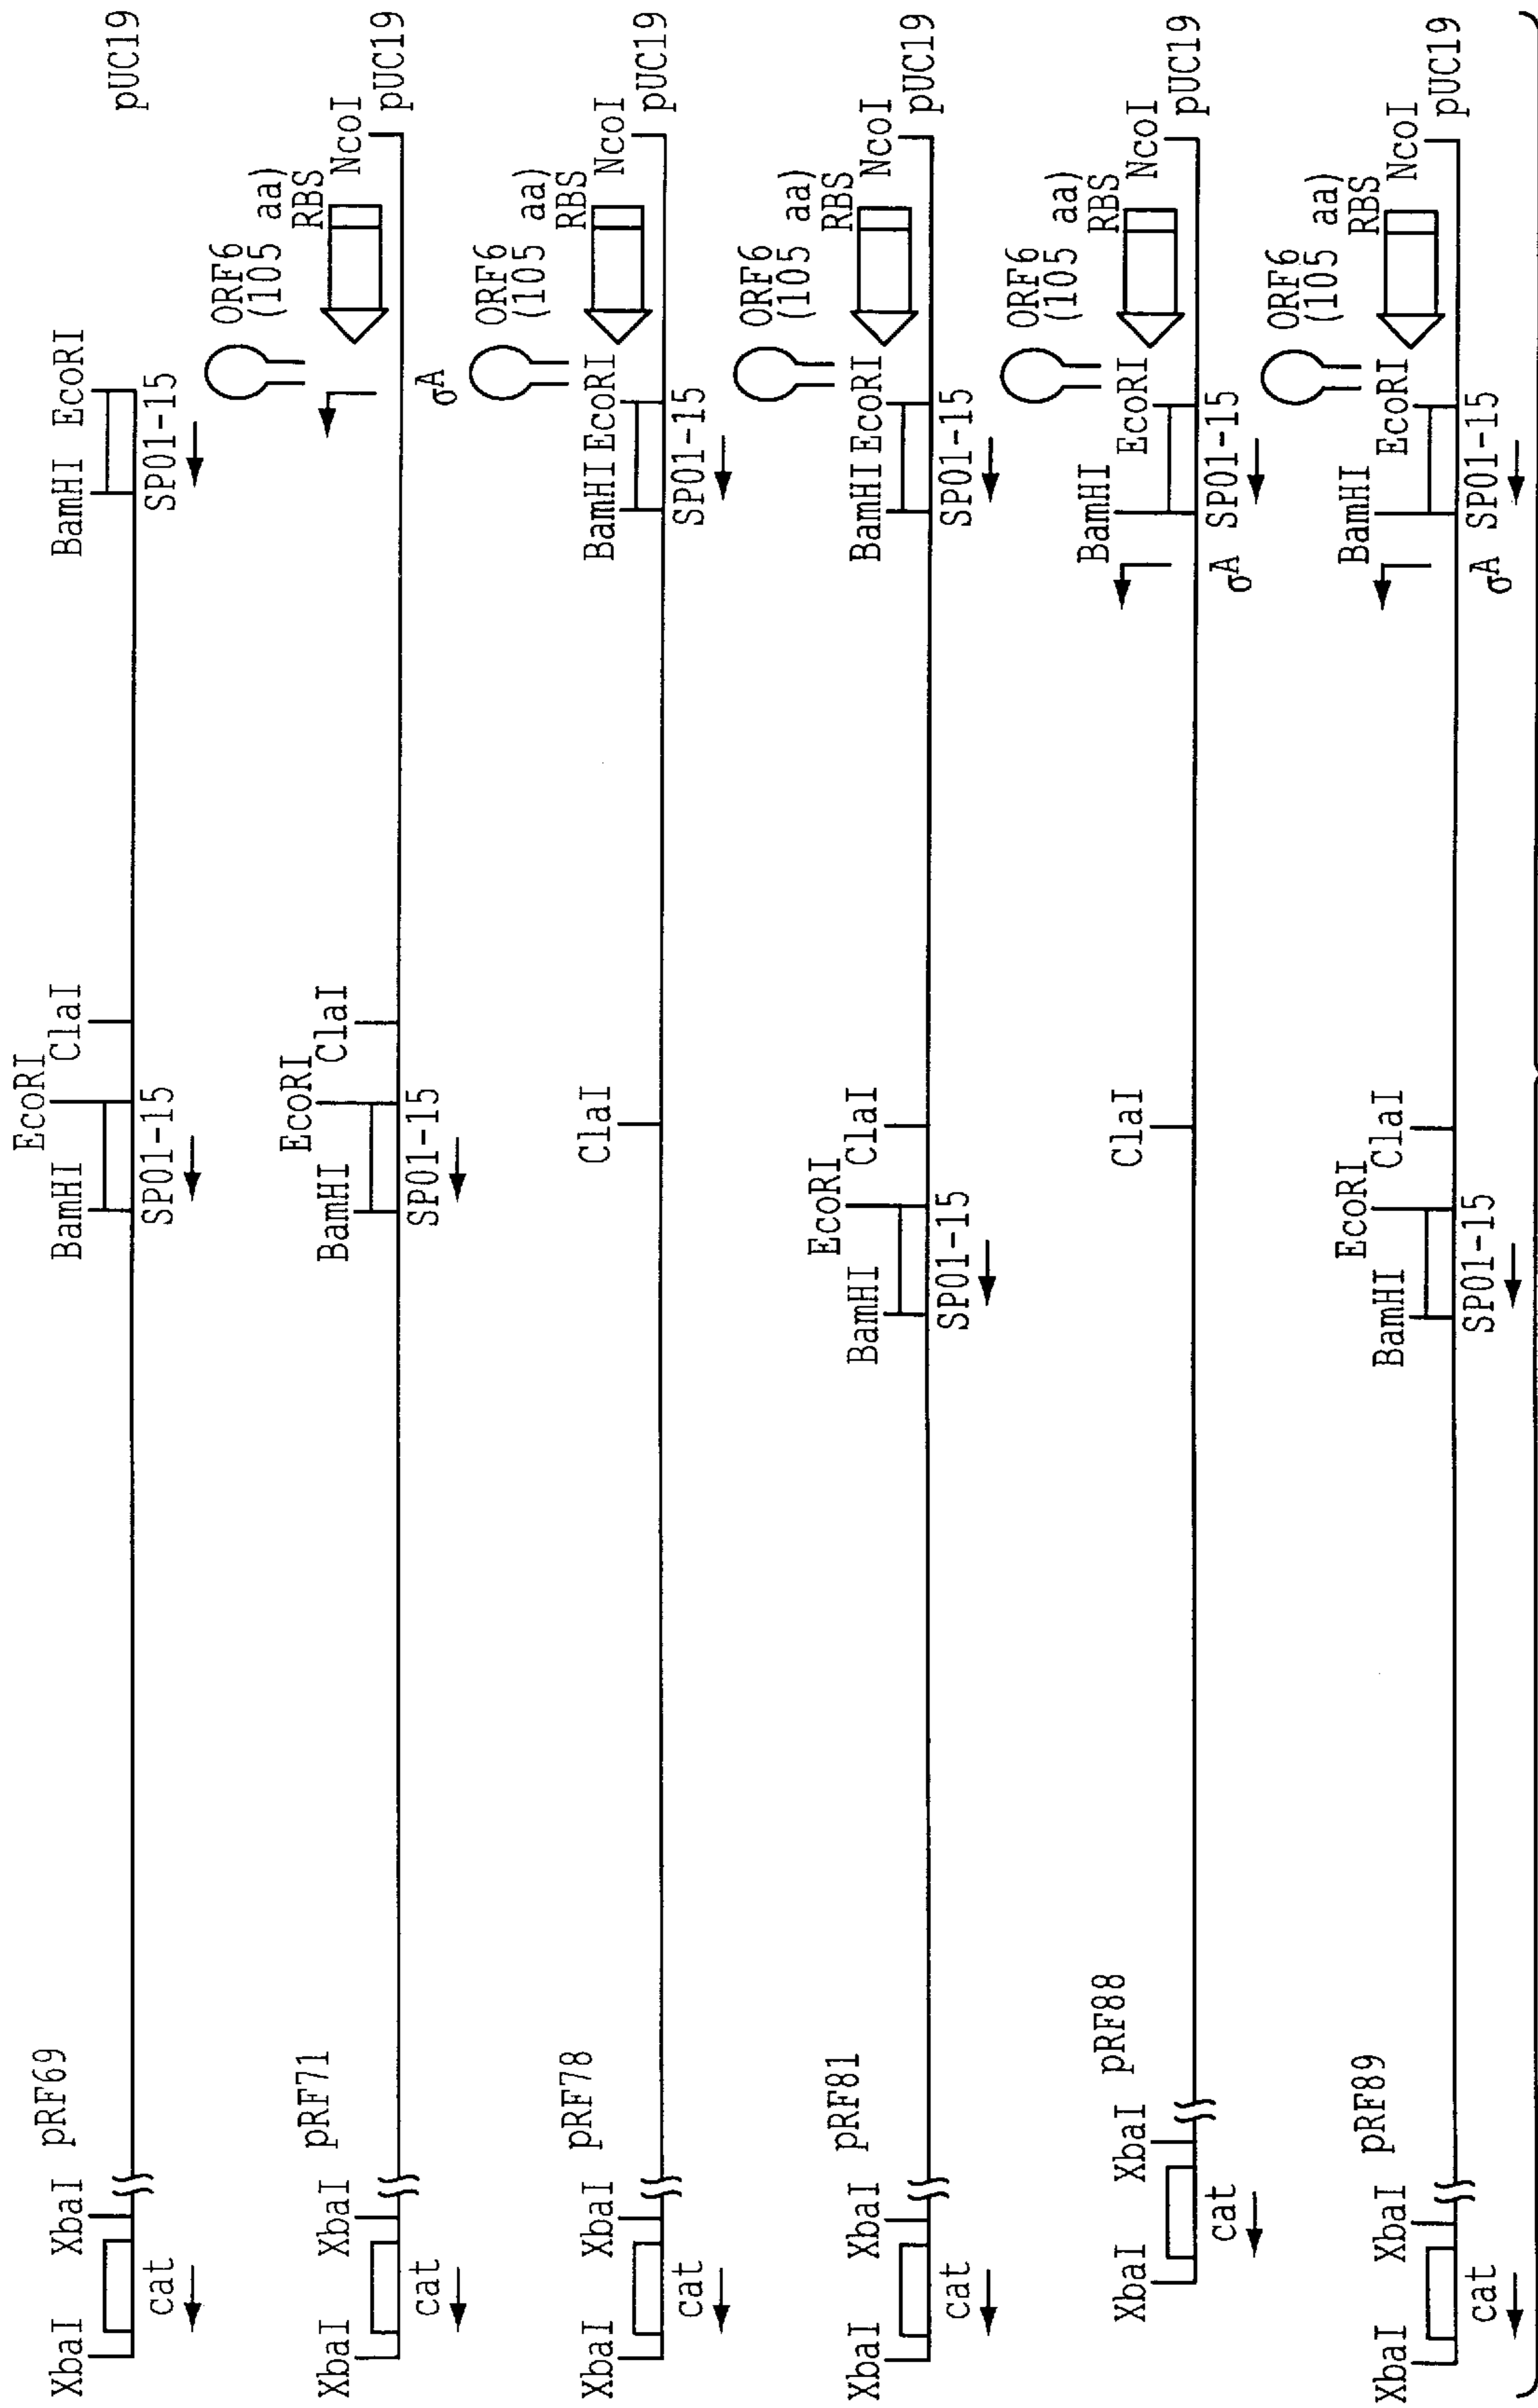 pRF69
XbaI XbaI BamHI EcoRI ClaI BamHI EcoRI pUC19
cat SP01-15 SP01-15
pRF71
XbaI XbaI BamHI EcoRI ClaI ORF6
(105 aa)
RBS
NcoI
pUC19
cat SP01-15 σA
pRF78
XbaI XbaI ClaI BamHI EcoRI ORF6
(105 aa)
RBS
NcoI
pUC19
cat SP01-15
pRF81
XbaI XbaI BamHI EcoRI ClaI BamHI EcoRI ORF6
(105 aa)
RBS
NcoI
pUC19
cat SP01-15 SP01-15
pRF88
XbaI XbaI ClaI BamHI EcoRI ORF6
(105 aa)
RBS
NcoI
pUC19
cat σA SP01-15
pRF89
XbaI XbaI BamHI EcoRI ClaI BamHI EcoRI ORF6
(105 aa)
RBS
NcoI
pUC19
cat SP01-15 σA SP01-15